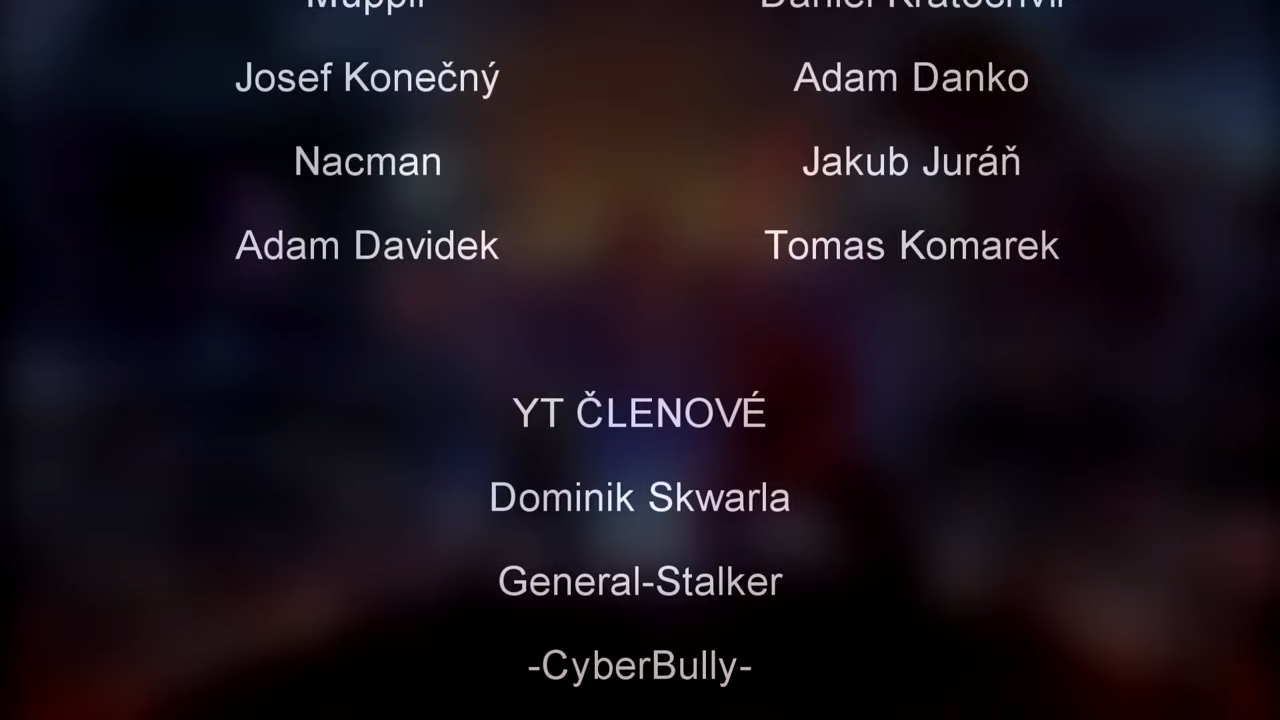 Josef Konečný Adam Danko
Nacman Jakub Juráň
Adam Davidek Tomas Komarek
YT ČLENOVÉ
Dominik Skwarla
General-Stalker
-CyberBully-